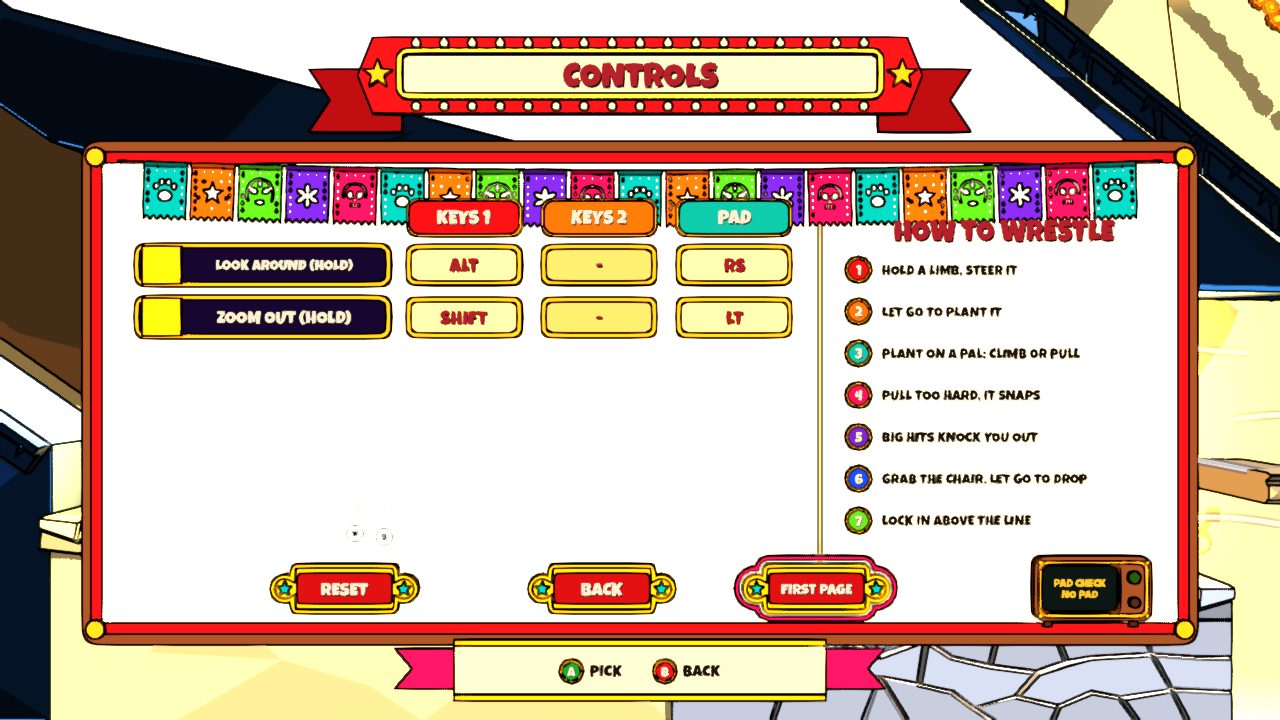 CONTROLS
KEYS 1 KEYS 2 PAD
LOOK AROUND (HOLD) ALT - RS
ZOOM OUT (HOLD) SHIFT - LT
HOW TO WRESTLE
1 HOLD A LIMB, STEER IT
2 LET GO TO PLANT IT
3 PLANT ON A PAL: CLIMB OR PULL
4 PULL TOO HARD, IT SNAPS
5 BIG HITS KNOCK YOU OUT
6 GRAB THE CHAIR. LET GO TO DROP
7 LOCK IN ABOVE THE LINE
RESET
BACK
FIRST PAGE
PAD CHECK
NO PAD
A PICK B BACK